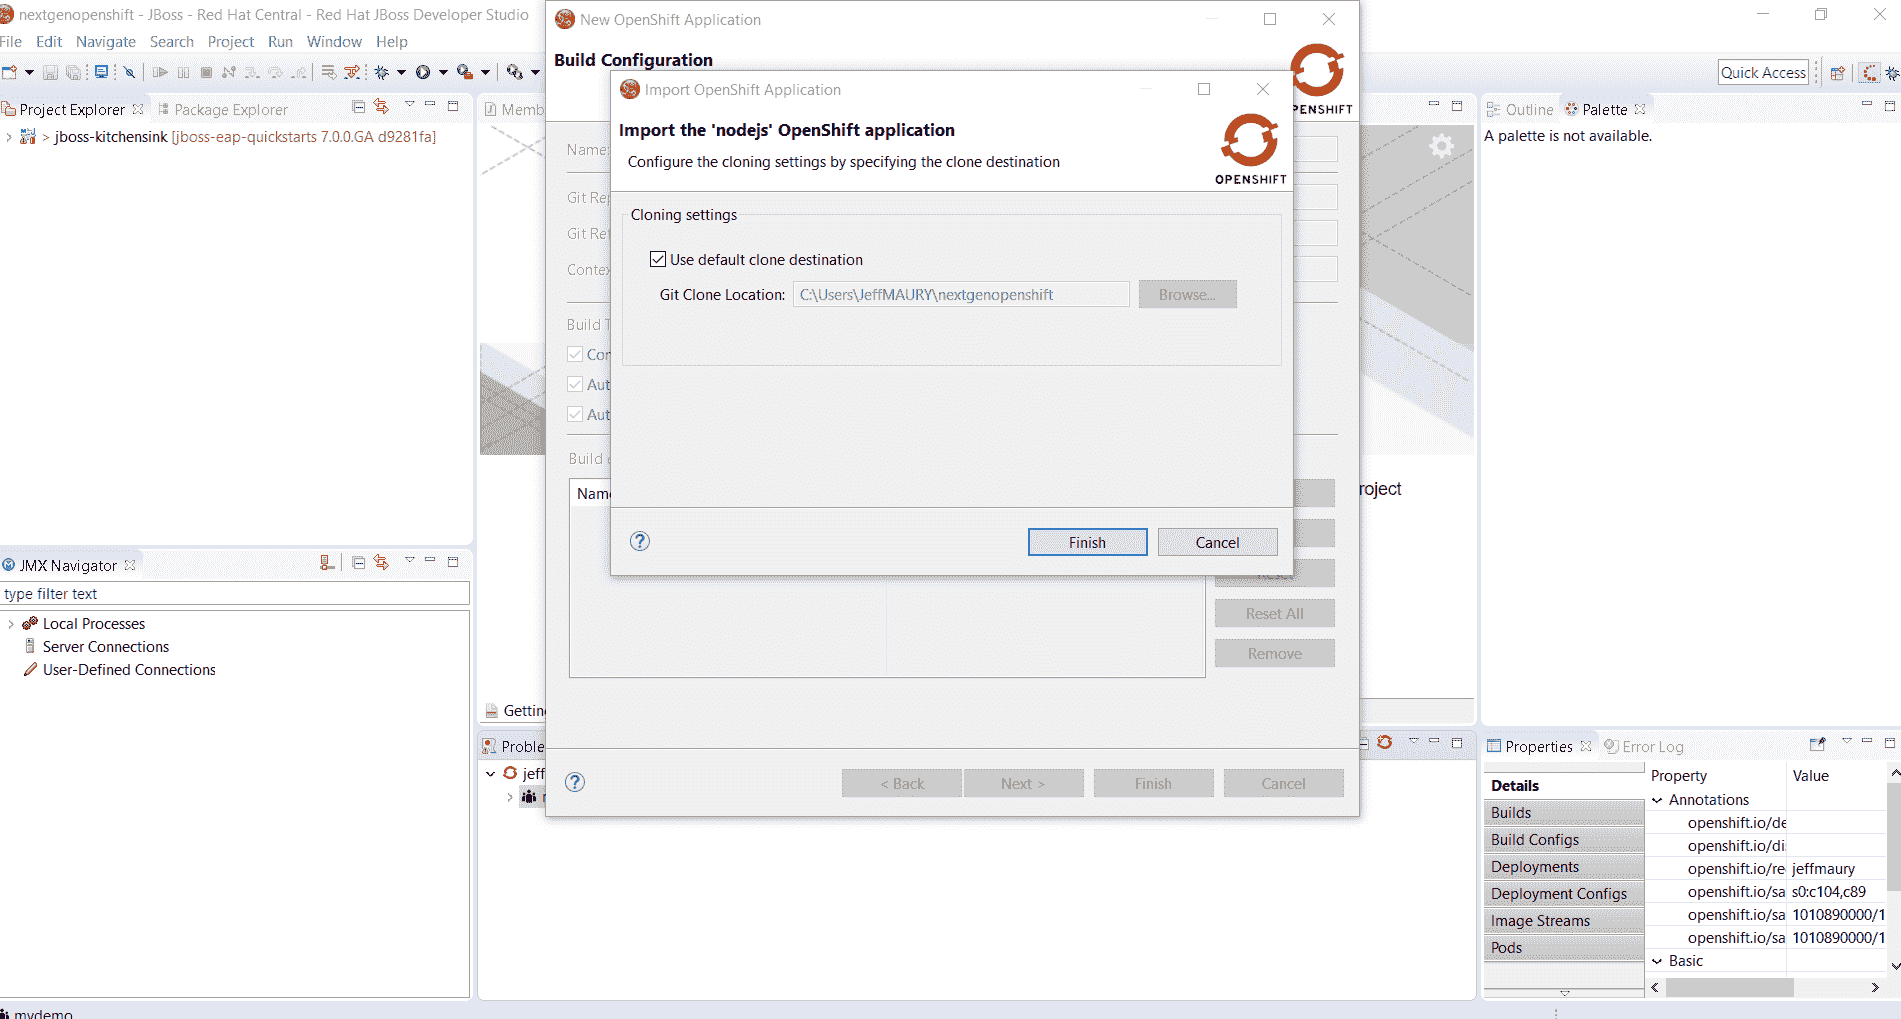 nextgenopenshift - JBoss - Red Hat Central - Red Hat JBoss Developer Studio
File Edit Navigate Search Project Run Window Help
Quick Access
Project Explorer
Package Explorer
> jboss-kitchensink [jboss-eap-quickstarts 7.0.0.GA d9281fa]
JMX Navigator
type filter text
Local Processes
Server Connections
User-Defined Connections
mydemo
New OpenShift Application
Build Configuration
OPENSHIFT
Name:
Git Rep
Git Ref
Contex
Build T
Con
Aut
Aut
Build
Name
Reset
Reset All
Remove
< Back
Next >
Finish
Cancel
Import OpenShift Application
Import the 'nodejs' OpenShift application
Configure the cloning settings by specifying the clone destination
OPENSHIFT
Cloning settings
Use default clone destination
Git Clone Location:
C:\Users\JeffMAURY\nextgenopenshift
Browse...
Finish
Cancel
Memb
roject
Gettin
Proble
jeff
Outline
Palette
A palette is not available.
Properties
Error Log
Details
Builds
Build Configs
Deployments
Deployment Configs
Image Streams
Pods
Property Value
Annotations
openshift.io/de
openshift.io/di
openshift.io/re jeffmaury
openshift.io/sa s0:c104,c89
openshift.io/sa 1010890000/1
openshift.io/sa 1010890000/1
Basic